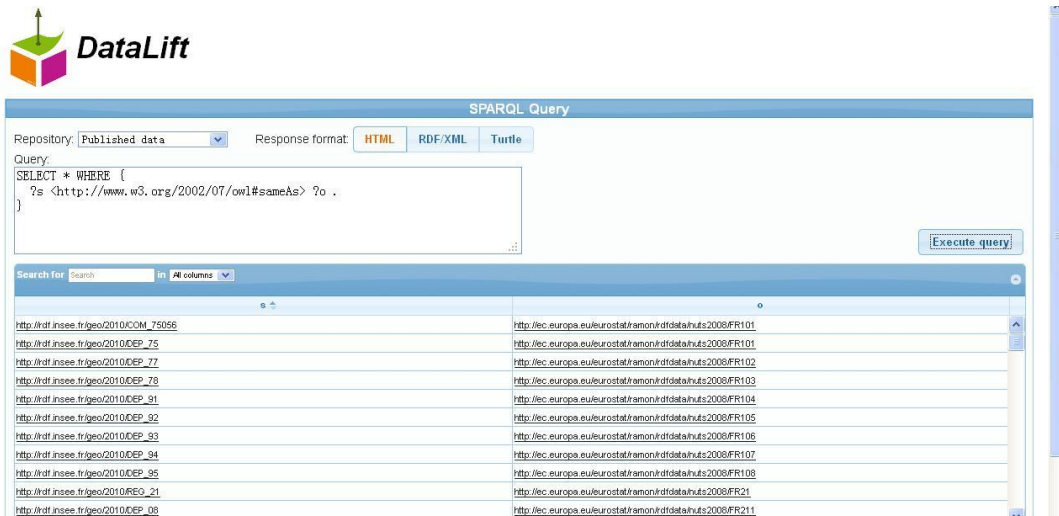 DataLift
SPARQL Query
Repository: Published data Response format: HTML RDF/XML Turtle
Query:
SELECT * WHERE {
?s <http://www.w3.org/2002/07/owl#sameAs> ?o .
}
Execute query
Search for Search in All columns
s o
http://rdf.insee.fr/geo/2010/COM_75056 http://ec.europa.eu/eurostat/ramon/rdfdata/nuts2008/FR101
http://rdf.insee.fr/geo/2010/DEP_75 http://ec.europa.eu/eurostat/ramon/rdfdata/nuts2008/FR101
http://rdf.insee.fr/geo/2010/DEP_77 http://ec.europa.eu/eurostat/ramon/rdfdata/nuts2008/FR102
http://rdf.insee.fr/geo/2010/DEP_78 http://ec.europa.eu/eurostat/ramon/rdfdata/nuts2008/FR103
http://rdf.insee.fr/geo/2010/DEP_91 http://ec.europa.eu/eurostat/ramon/rdfdata/nuts2008/FR104
http://rdf.insee.fr/geo/2010/DEP_92 http://ec.europa.eu/eurostat/ramon/rdfdata/nuts2008/FR105
http://rdf.insee.fr/geo/2010/DEP_93 http://ec.europa.eu/eurostat/ramon/rdfdata/nuts2008/FR106
http://rdf.insee.fr/geo/2010/DEP_94 http://ec.europa.eu/eurostat/ramon/rdfdata/nuts2008/FR107
http://rdf.insee.fr/geo/2010/DEP_95 http://ec.europa.eu/eurostat/ramon/rdfdata/nuts2008/FR108
http://rdf.insee.fr/geo/2010/REG_21 http://ec.europa.eu/eurostat/ramon/rdfdata/nuts2008/FR21
http://rdf.insee.fr/geo/2010/DEP_08 http://ec.europa.eu/eurostat/ramon/rdfdata/nuts2008/FR211